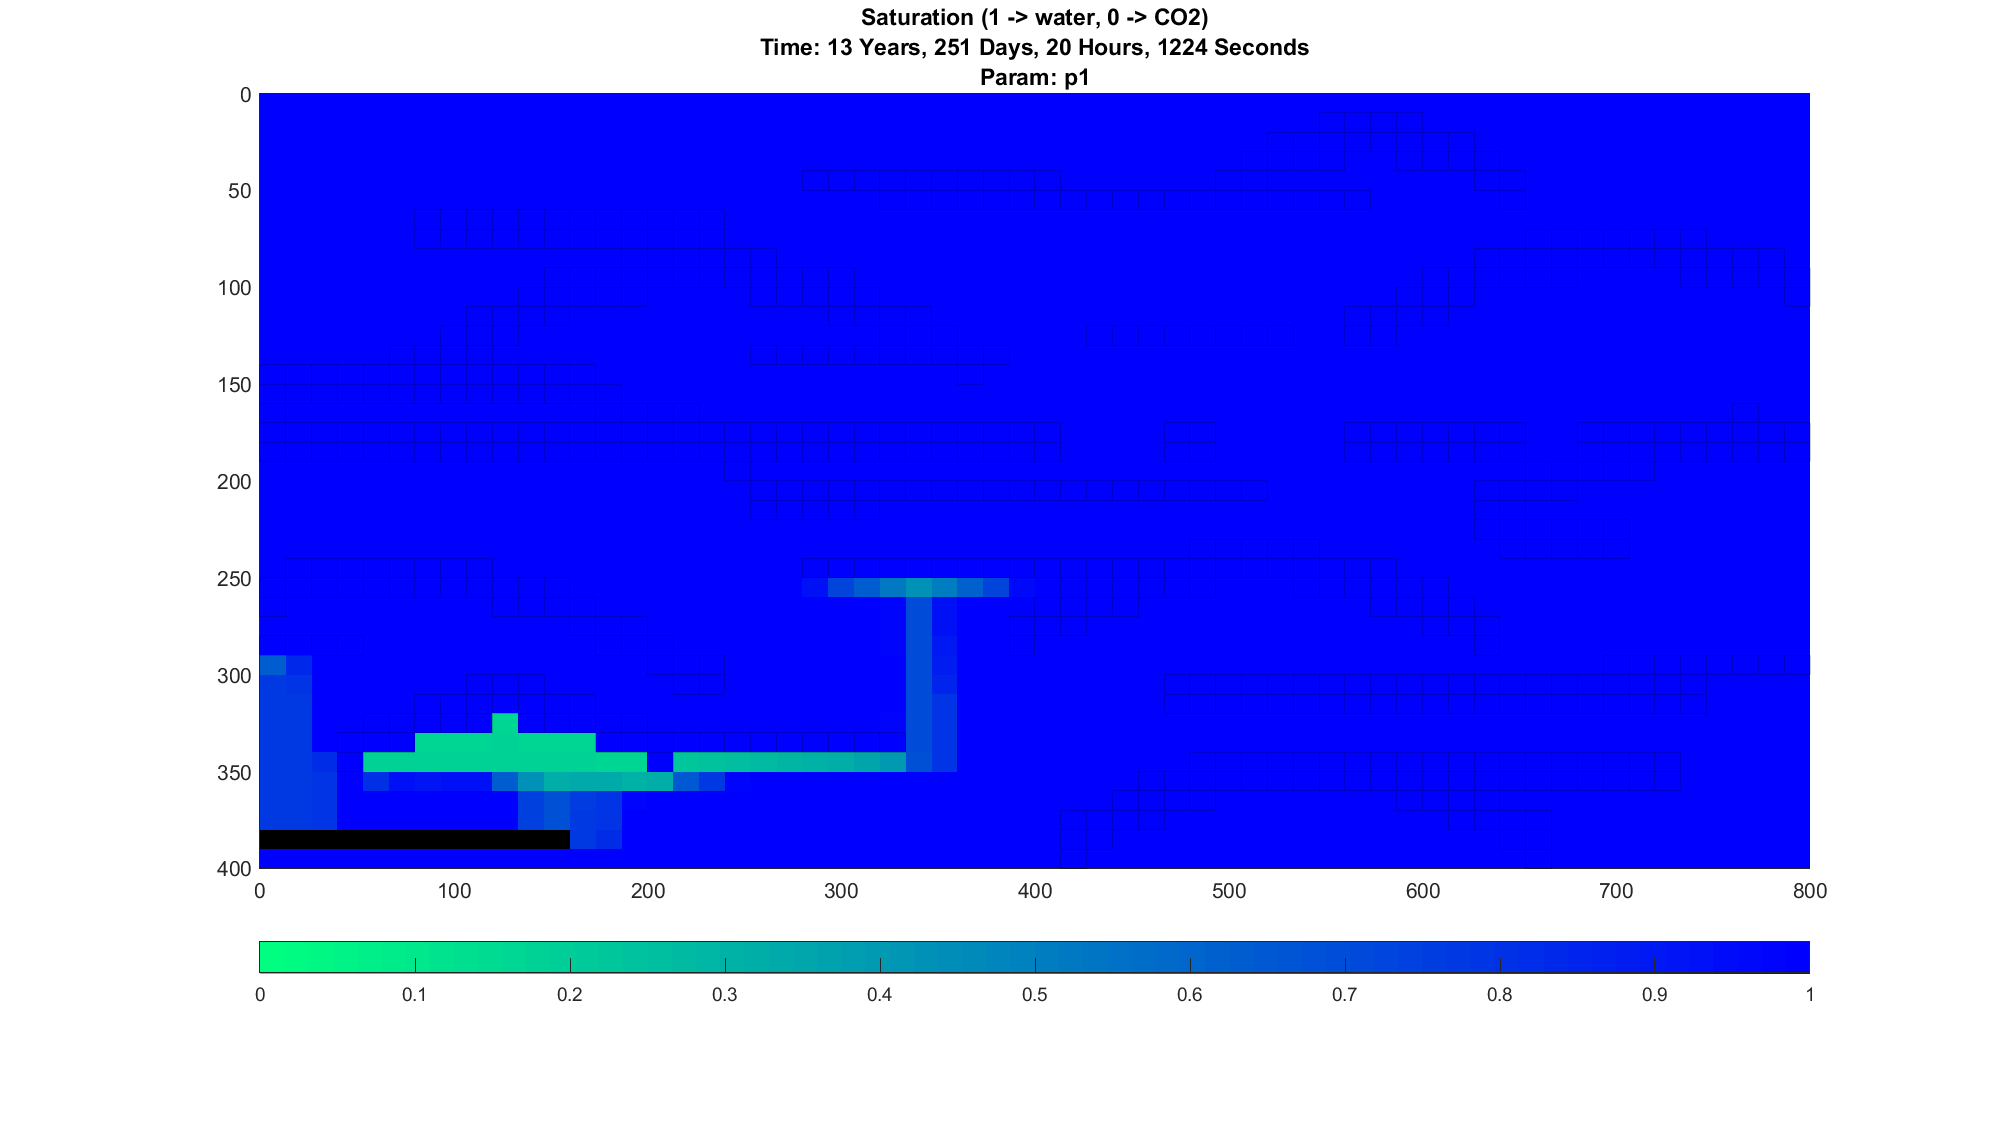 Saturation (1 -> water, 0 -> CO2)
Time: 13 Years, 251 Days, 20 Hours, 1224 Seconds
Param: p1
0
50
100
150
200
250
300
350
400
0 100 200 300 400 500 600 700 800
0 0.1 0.2 0.3 0.4 0.5 0.6 0.7 0.8 0.9 1